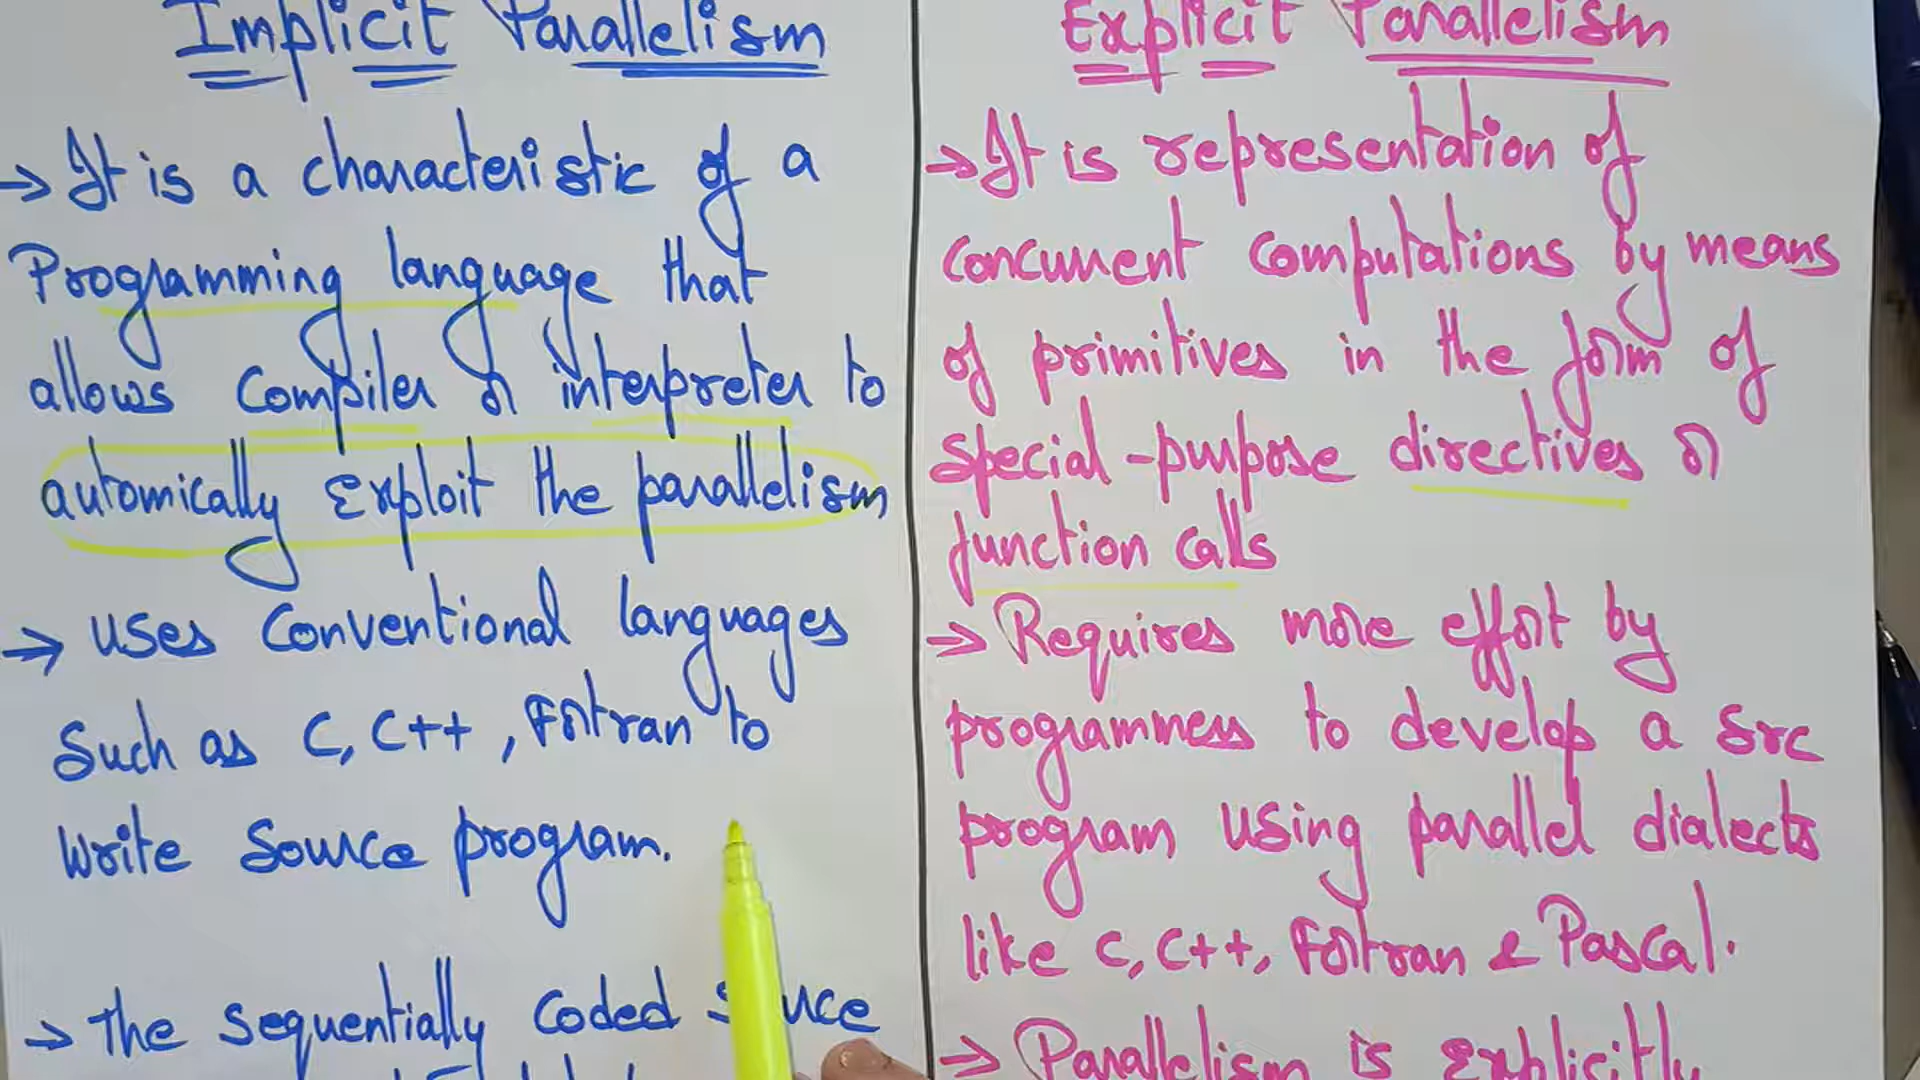 Implicit Parallelism
→ It is a characteristic of a
Programming language that
allows compiler or interpreter to
automically exploit the parallelism
→ uses conventional languages
such as C, C++, Fortran to
write source program.
→ The sequentially coded
Explicit Parallelism
→ It is representation of
concurrent computations by means
of primitives in the form of
special-purpose directives or
function calls
→ Requires more effort by
programmers to develop a src
program using parallel dialects
like C, C++, Fortran & Pascal.
→ Parallelism is explicitly